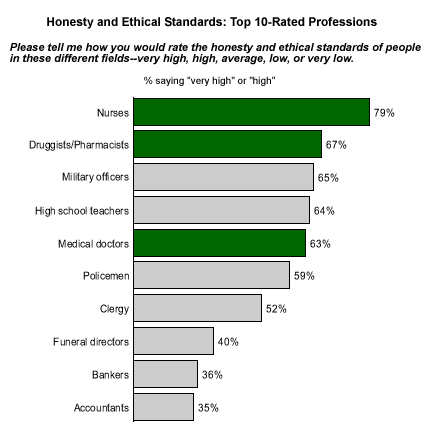 Honesty and Ethical Standards: Top 10-Rated Professions
Please tell me how you would rate the honesty and ethical standards of people
in these different fields--very high, high, average, low, or very low.
% saying "very high" or "high"
Nurses 79%
Druggists/Pharmacists 67%
Military officers 65%
High school teachers 64%
Medical doctors 63%
Policemen 59%
Clergy 52%
Funeral directors 40%
Bankers 36%
Accountants 35%